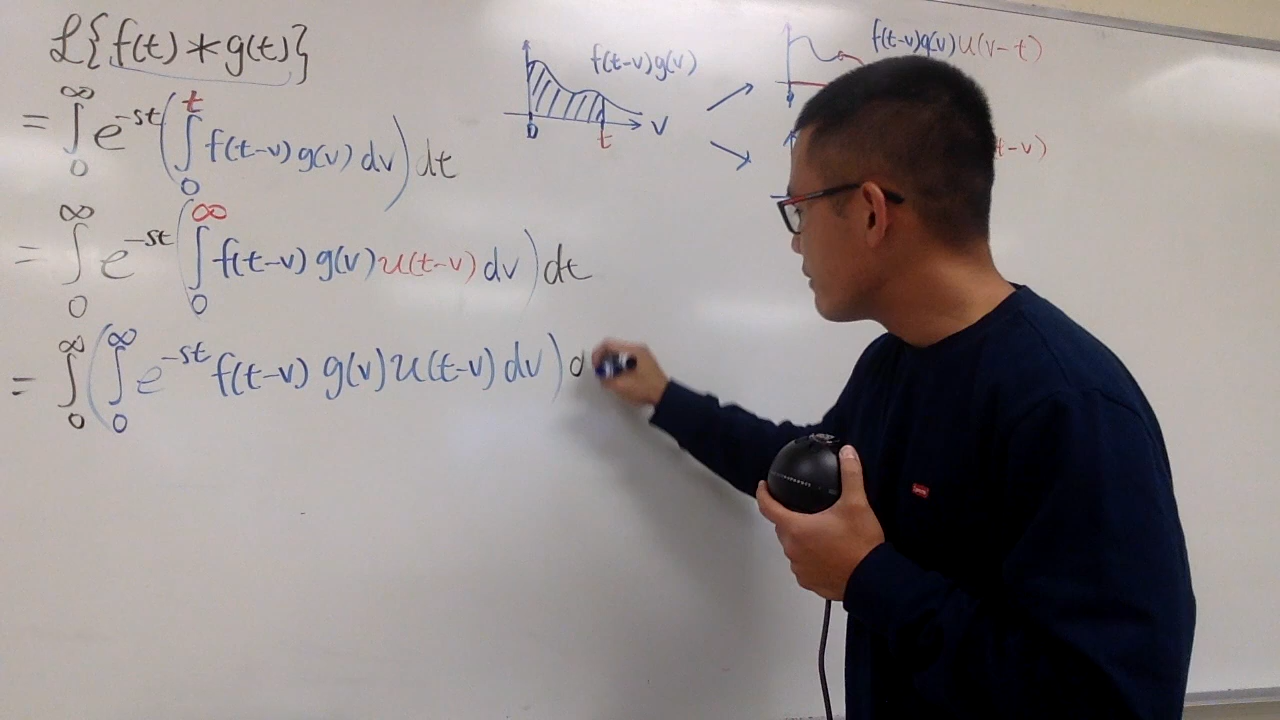 ℒ{f(t)*g(t)}
= ∫₀^∞ e^{-st} (∫₀^t f(t-v) g(v) dv) dt
= ∫₀^∞ e^{-st} (∫₀^∞ f(t-v) g(v) u(t-v) dv) dt
= ∫₀^∞ (∫₀^∞ e^{-st} f(t-v) g(v) u(t-v) dv) d
f(t-v)g(v)
0 t v
f(t-v)g(v)u(v-t)
t-v)